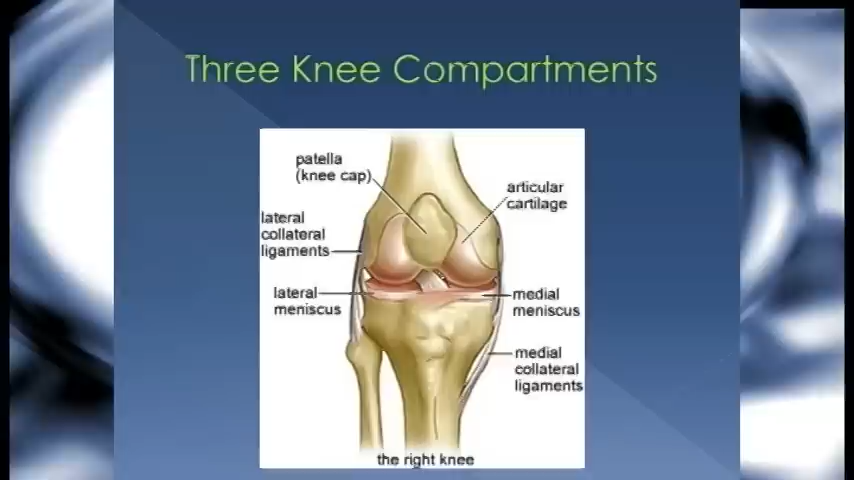 Three Knee Compartments
patella
(knee cap)
articular
cartilage
lateral
collateral
ligaments
lateral
meniscus
medial
meniscus
medial
collateral
ligaments
the right knee